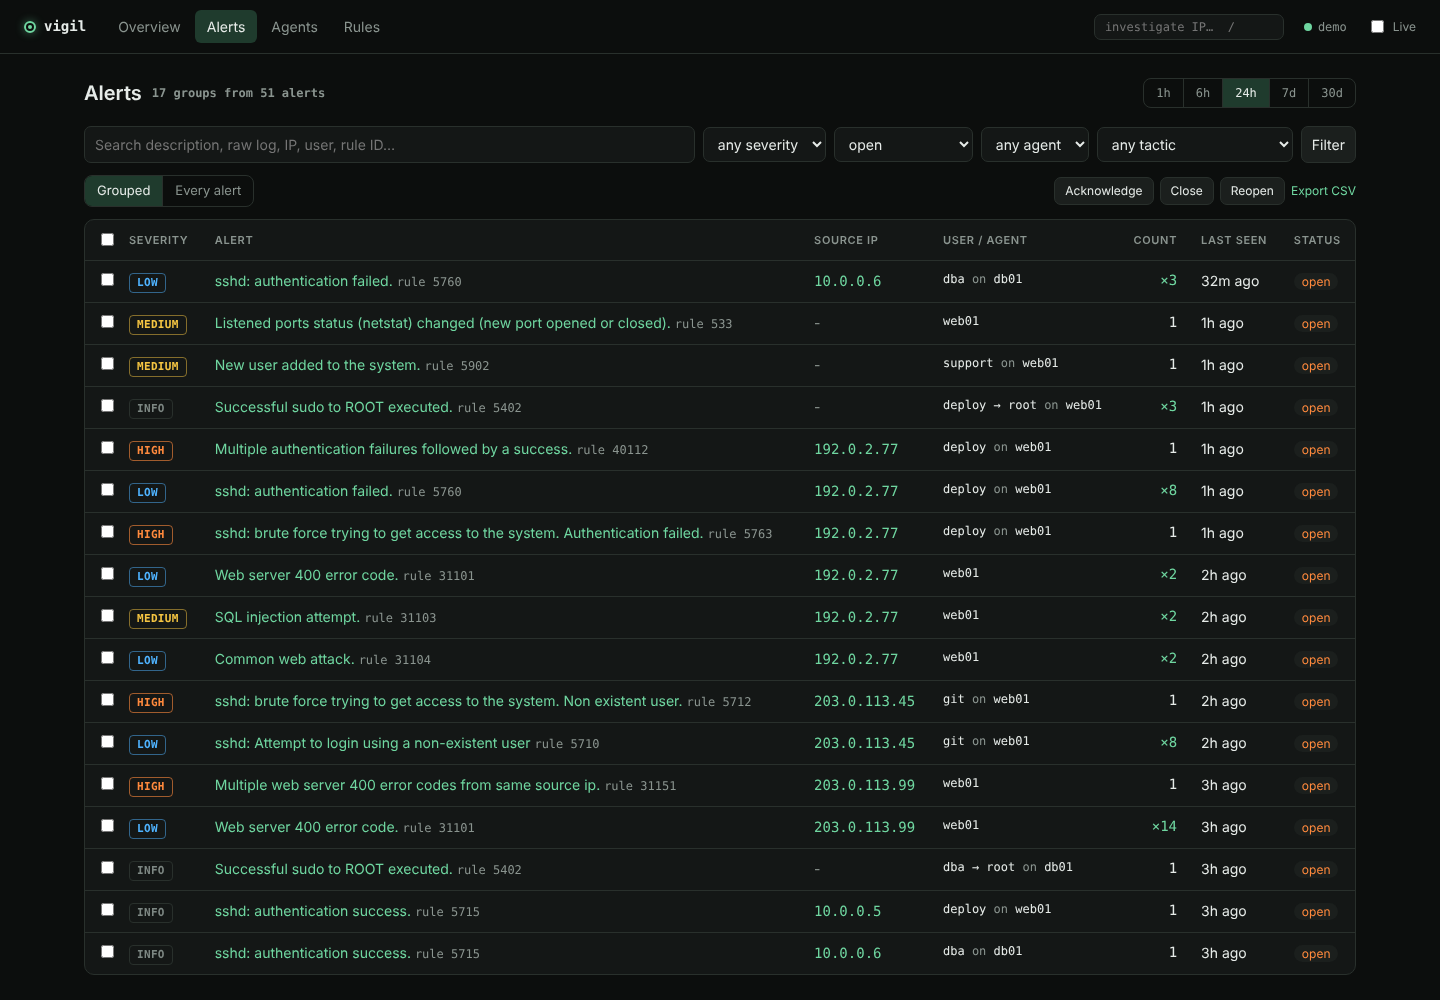 vigil Overview Alerts Agents Rules investigate IP… / demo Live
Alerts 17 groups from 51 alerts 1h 6h 24h 7d 30d
Search description, raw log, IP, user, rule ID... any severity open any agent any tactic Filter
Grouped Every alert Acknowledge Close Reopen Export CSV
SEVERITY ALERT SOURCE IP USER / AGENT COUNT LAST SEEN STATUS
LOW sshd: authentication failed. rule 5760 10.0.0.6 dba on db01 ×3 32m ago open
MEDIUM Listened ports status (netstat) changed (new port opened or closed). rule 533 - web01 1 1h ago open
MEDIUM New user added to the system. rule 5902 - support on web01 1 1h ago open
INFO Successful sudo to ROOT executed. rule 5402 - deploy → root on web01 ×3 1h ago open
HIGH Multiple authentication failures followed by a success. rule 40112 192.0.2.77 deploy on web01 1 1h ago open
LOW sshd: authentication failed. rule 5760 192.0.2.77 deploy on web01 ×8 1h ago open
HIGH sshd: brute force trying to get access to the system. Authentication failed. rule 5763 192.0.2.77 deploy on web01 1 1h ago open
LOW Web server 400 error code. rule 31101 192.0.2.77 web01 ×2 2h ago open
MEDIUM SQL injection attempt. rule 31103 192.0.2.77 web01 ×2 2h ago open
LOW Common web attack. rule 31104 192.0.2.77 web01 ×2 2h ago open
HIGH sshd: brute force trying to get access to the system. Non existent user. rule 5712 203.0.113.45 git on web01 1 2h ago open
LOW sshd: Attempt to login using a non-existent user rule 5710 203.0.113.45 git on web01 ×8 2h ago open
HIGH Multiple web server 400 error codes from same source ip. rule 31151 203.0.113.99 web01 1 3h ago open
LOW Web server 400 error code. rule 31101 203.0.113.99 web01 ×14 3h ago open
INFO Successful sudo to ROOT executed. rule 5402 - dba → root on db01 1 3h ago open
INFO sshd: authentication success. rule 5715 10.0.0.5 deploy on web01 1 3h ago open
INFO sshd: authentication success. rule 5715 10.0.0.6 dba on db01 1 3h ago open